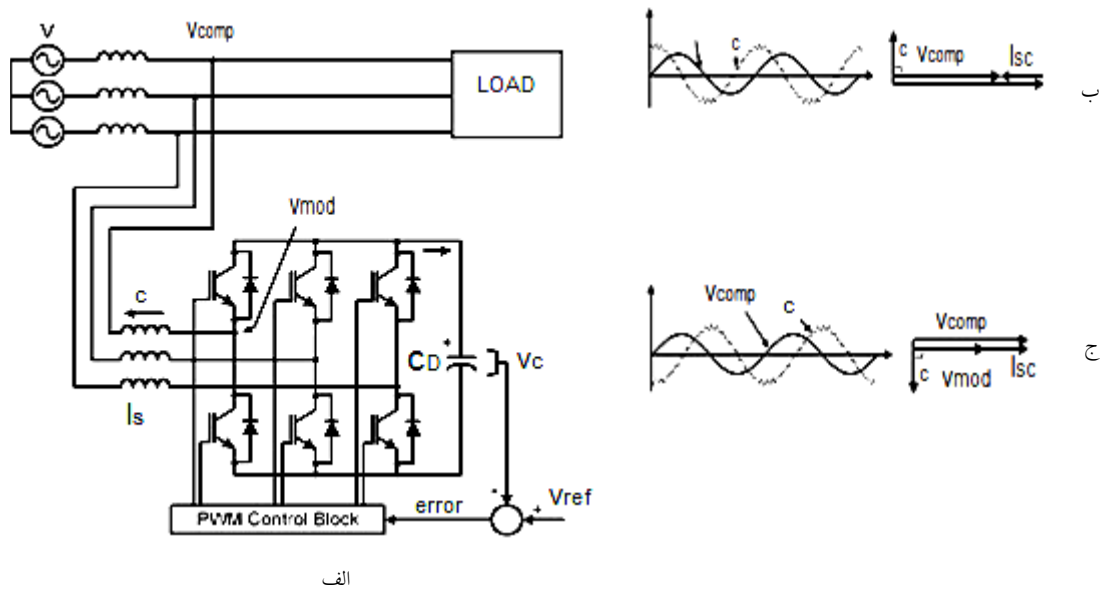 V
Vcomp
LOAD
Vmod
c
Is
CD
+
Vc
-
+
Vref
error
PWM Control Block
الف
c
c
Vcomp
Isc
ب
Vcomp
c
Vcomp
c
Vmod
Isc
ج